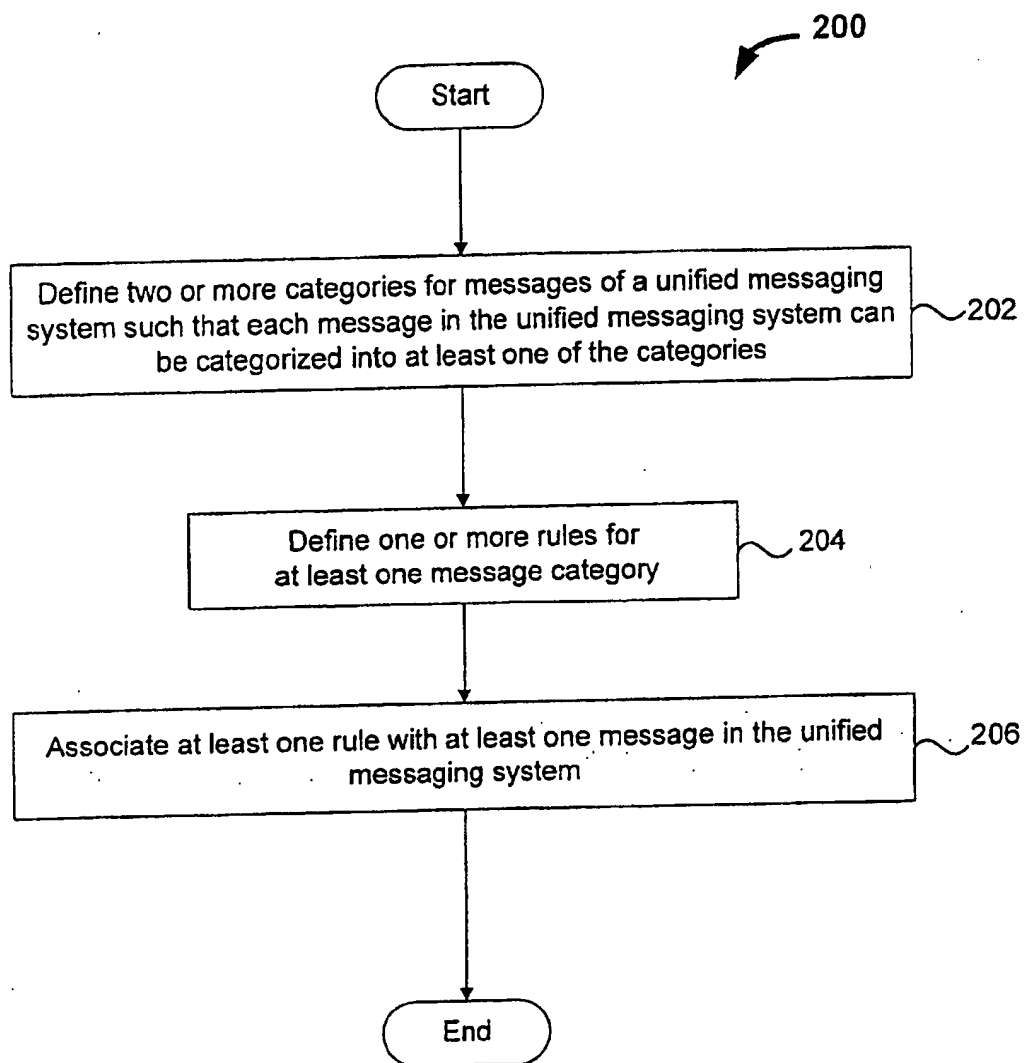 200
Start
Define two or more categories for messages of a unified messaging
system such that each message in the unified messaging system can
be categorized into at least one of the categories
202
Define one or more rules for
at least one message category
204
Associate at least one rule with at least one message in the unified
messaging system
206
End